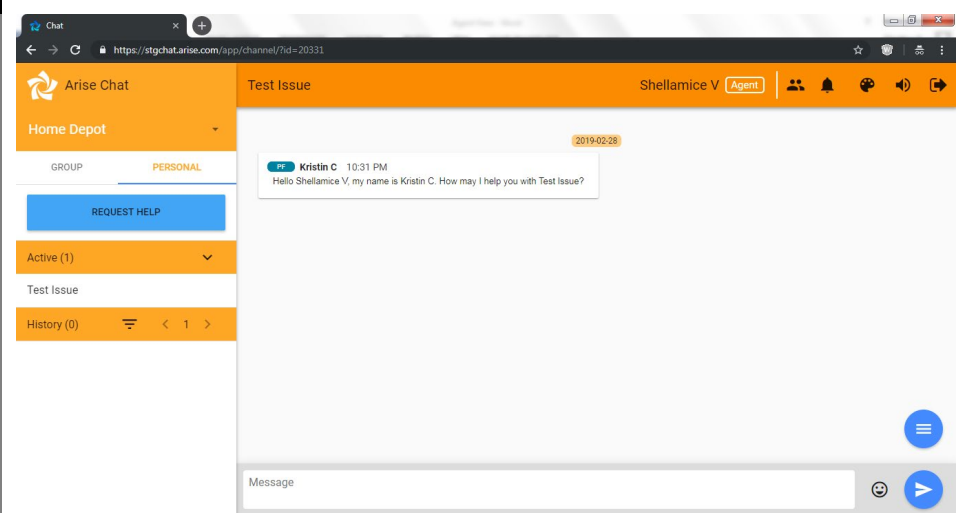 Chat
https://stgchat.arise.com/app/channel/?id=20331
Arise Chat
Test Issue
Shellamice V Agent
Home Depot
GROUP PERSONAL
REQUEST HELP
Active (1)
Test Issue
History (0) < 1 >
2019-02-28
PF Kristin C 10:31 PM
Hello Shellamice V, my name is Kristin C. How may I help you with Test Issue?
Message